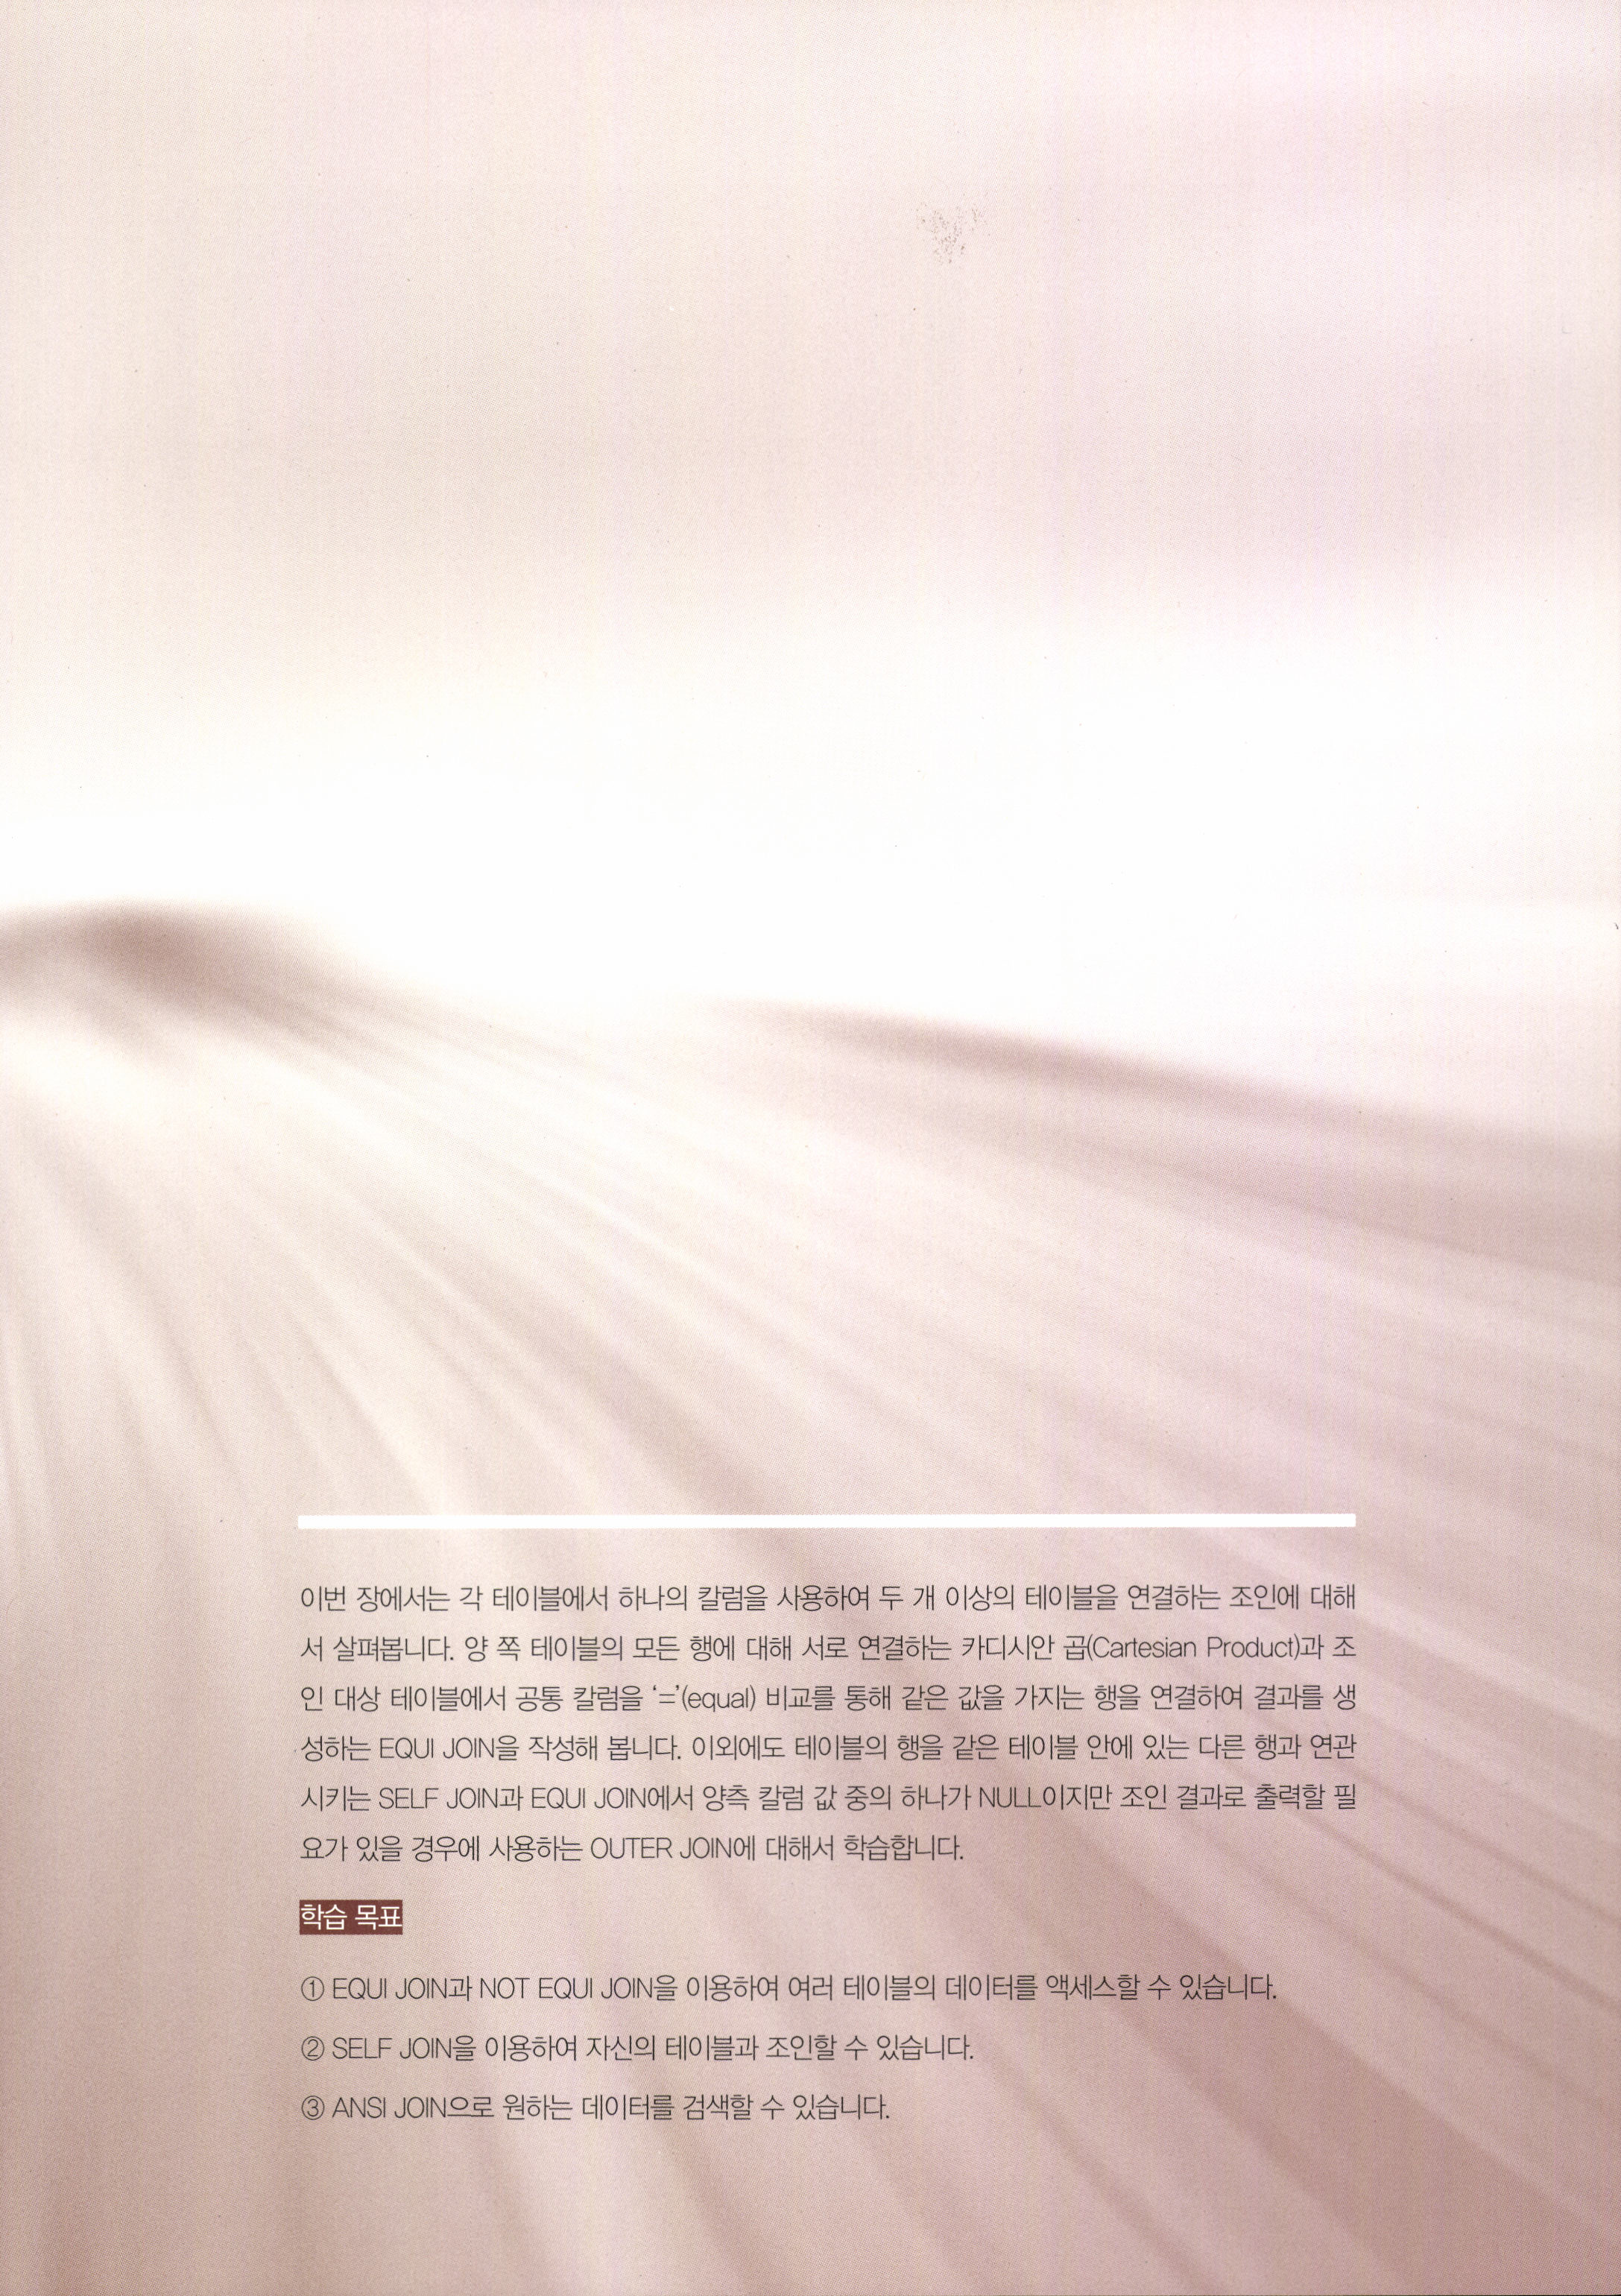 이번 장에서는 각 테이블에서 하나의 칼럼을 사용하여 두 개 이상의 테이블을 연결하는 조인에 대해
서 살펴봅니다. 양 쪽 테이블의 모든 행에 대해 서로 연결하는 카디시안 곱(Cartesian Product)과 조
인 대상 테이블에서 공통 칼럼을 ‘=’(equal) 비교를 통해 같은 값을 가지는 행을 연결하여 결과를 생
성하는 EQUI JOIN을 작성해 봅니다. 이외에도 테이블의 행을 같은 테이블 안에 있는 다른 행과 연관
시키는 SELF JOIN과 EQUI JOIN에서 양측 칼럼 값 중의 하나가 NULL이지만 조인 결과로 출력할 필
요가 있을 경우에 사용하는 OUTER JOIN에 대해서 학습합니다.
학습 목표
① EQUI JOIN과 NOT EQUI JOIN을 이용하여 여러 테이블의 데이터를 액세스할 수 있습니다.
② SELF JOIN을 이용하여 자신의 테이블과 조인할 수 있습니다.
③ ANSI JOIN으로 원하는 데이터를 검색할 수 있습니다.